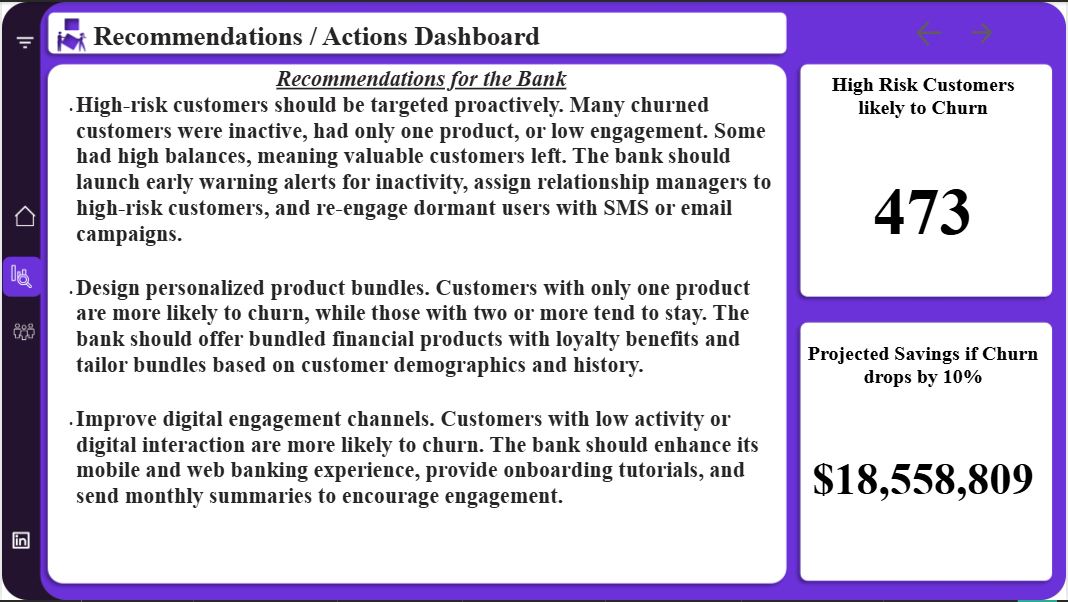 Recommendations / Actions Dashboard
Recommendations for the Bank
.High-risk customers should be targeted proactively. Many churned
customers were inactive, had only one product, or low engagement. Some
had high balances, meaning valuable customers left. The bank should
launch early warning alerts for inactivity, assign relationship managers to
high-risk customers, and re-engage dormant users with SMS or email
campaigns.
.Design personalized product bundles. Customers with only one product
are more likely to churn, while those with two or more tend to stay. The
bank should offer bundled financial products with loyalty benefits and
tailor bundles based on customer demographics and history.
.Improve digital engagement channels. Customers with low activity or
digital interaction are more likely to churn. The bank should enhance its
mobile and web banking experience, provide onboarding tutorials, and
send monthly summaries to encourage engagement.
High Risk Customers
likely to Churn
473
Projected Savings if Churn
drops by 10%
$18,558,809
in